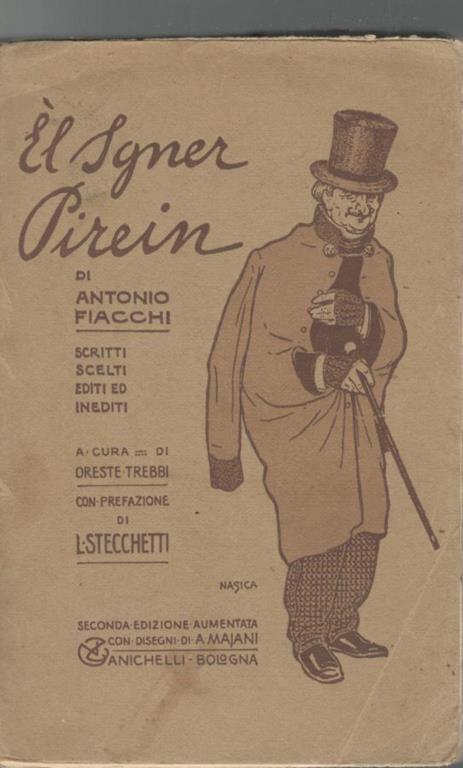 Èl Sgner
Pirein
DI
ANTONIO
FIACCHI
SCRITTI
SCELTI
EDITI ED
INEDITI
A · CURA :: DI
ORESTE · TREBBI
CON · PREFAZIONE
DI
L · STECCHETTI
NASICA
SECONDA · EDIZIONE · AUMENTATA
CON · DISEGNI · DI · A. MAJANI
ZANICHELLI - BOLOGNA